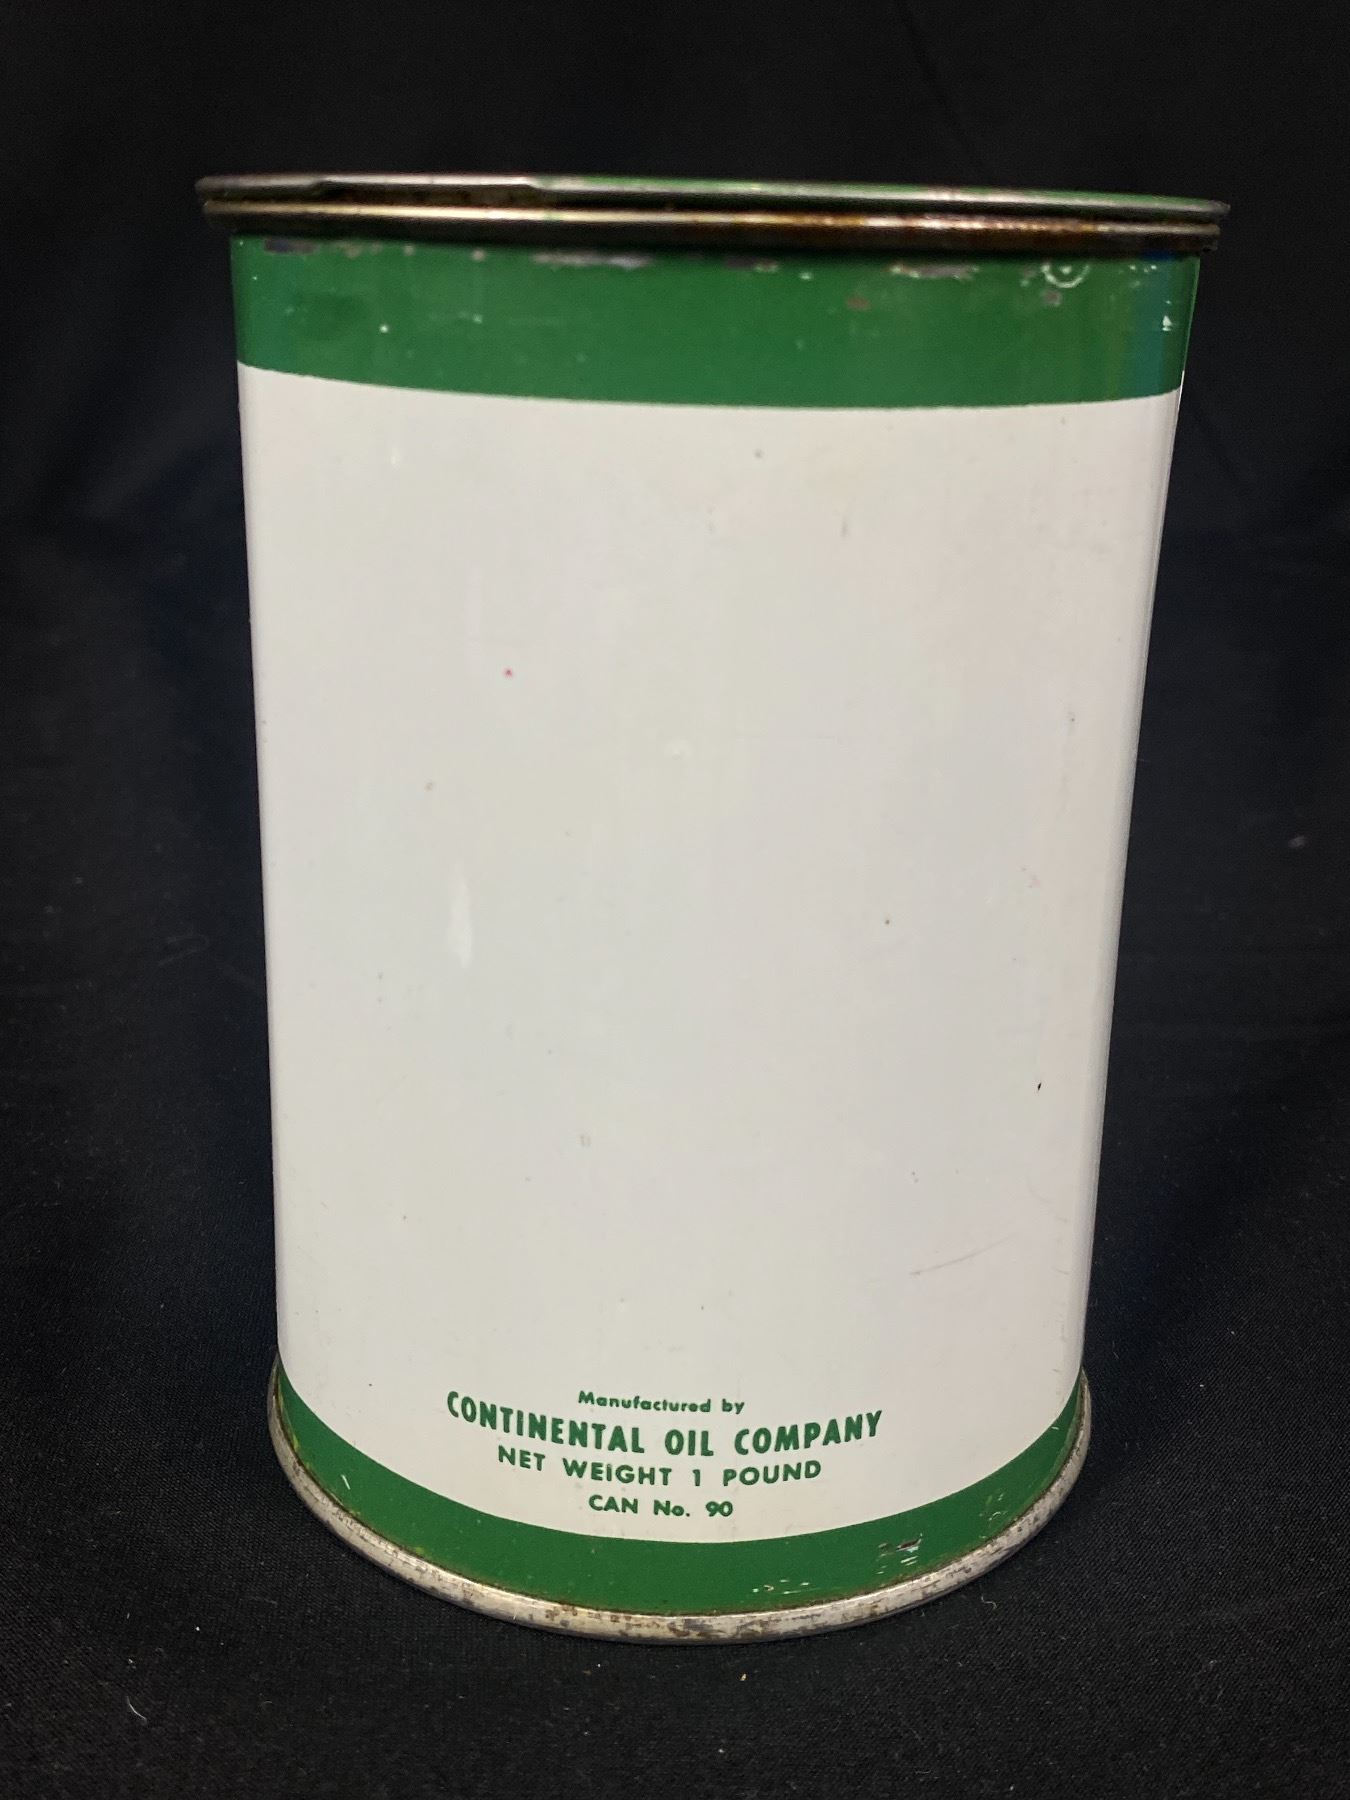 Manufactured by
CONTINENTAL OIL COMPANY
NET WEIGHT 1 POUND
CAN No. 90